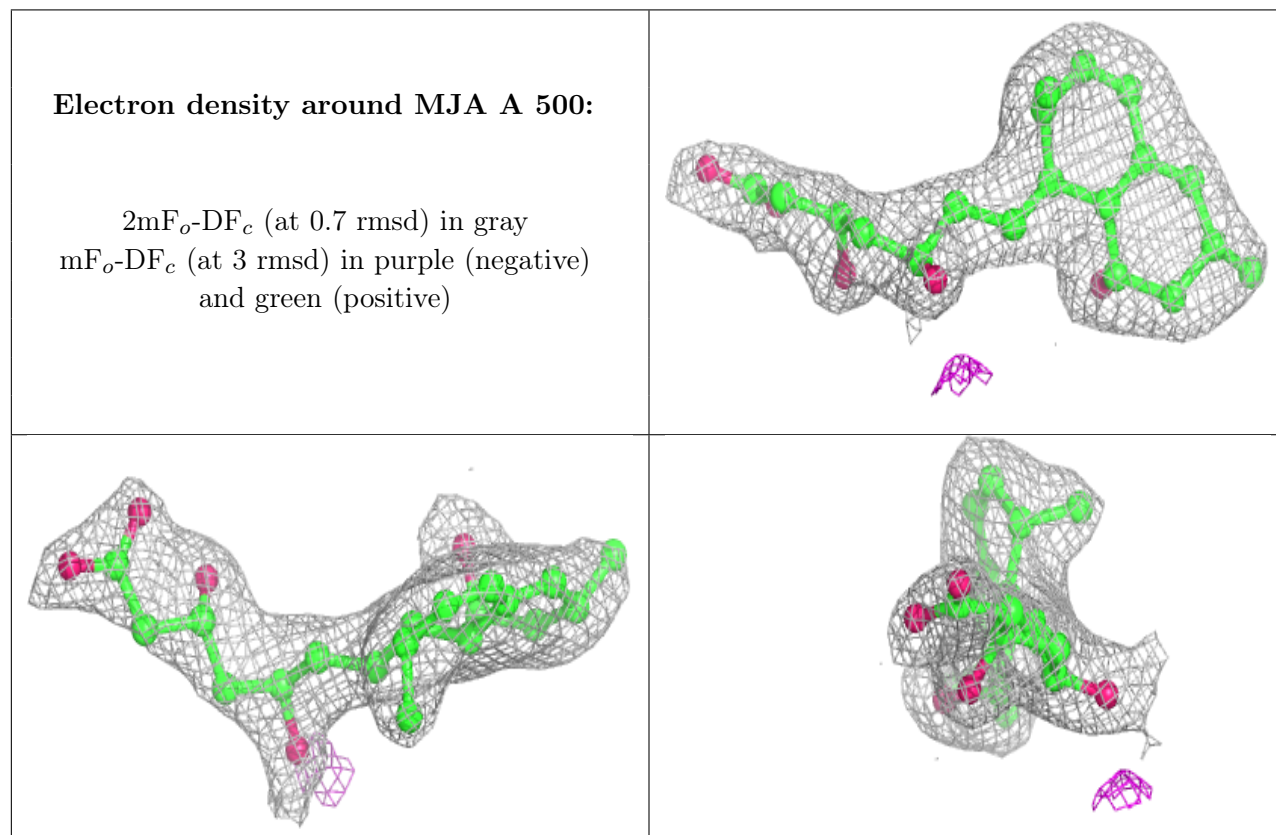 Electron density around MJA A 500:
2mFo-DFc (at 0.7 rmsd) in gray
mFo-DFc (at 3 rmsd) in purple (negative)
and green (positive)